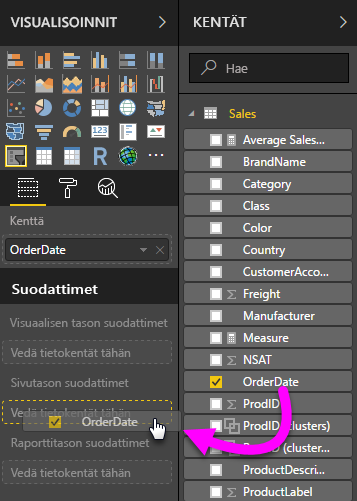 VISUALISOINNIT
123
R
Kenttä
OrderDate
Suodattimet
Visuaalisen tason suodattimet
Vedä tietokentät tähän
Sivutason suodattimet
Vedä tietokentät tähän
OrderDate
Raporttitason suodattimet
Vedä tietokentät tähän
KENTÄT
Hae
Sales
Average Sales...
BrandName
Category
Class
Color
Country
CustomerAcco...
Freight
Manufacturer
Measure
NSAT
OrderDate
ProdID
ProdID (clusters)
(cluster...
ProductDescri...
ProductLabel